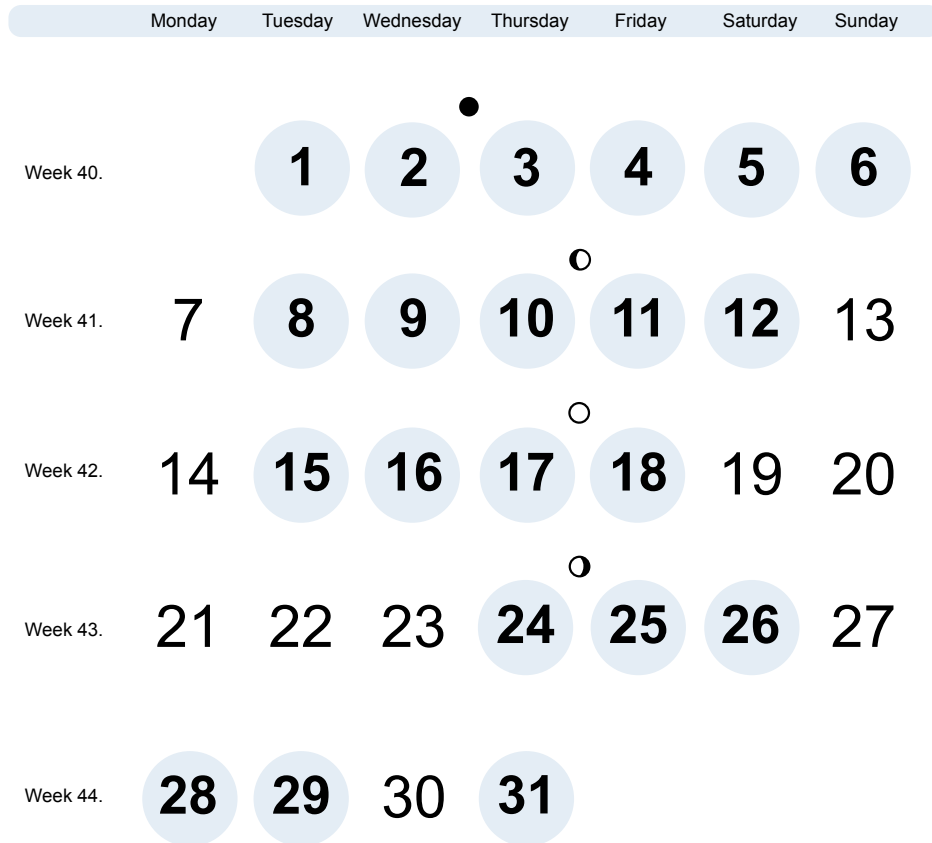 Monday Tuesday Wednesday Thursday Friday Saturday Sunday
Week 40. 1 2 3 4 5 6
Week 41. 7 8 9 10 11 12 13
Week 42. 14 15 16 17 18 19 20
Week 43. 21 22 23 24 25 26 27
Week 44. 28 29 30 31